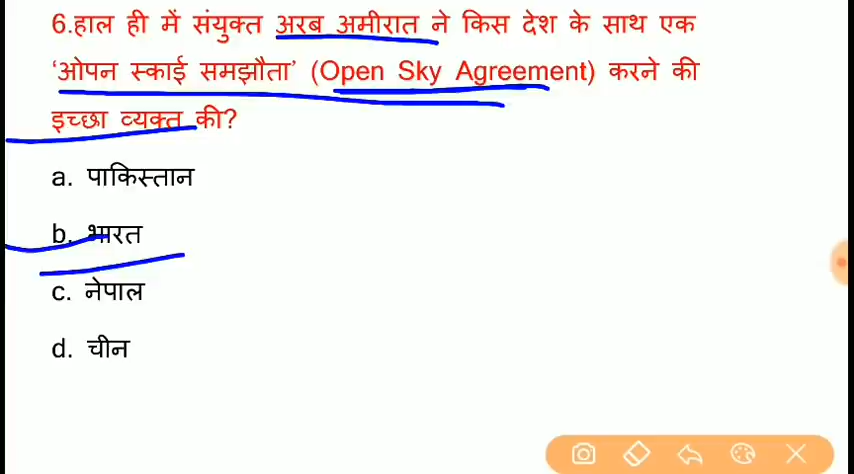 6.हाल ही में संयुक्त अरब अमीरात ने किस देश के साथ एक
‘ओपन स्काई समझौता’ (Open Sky Agreement) करने की
इच्छा व्यक्त की?
a. पाकिस्तान
b. भारत
c. नेपाल
d. चीन